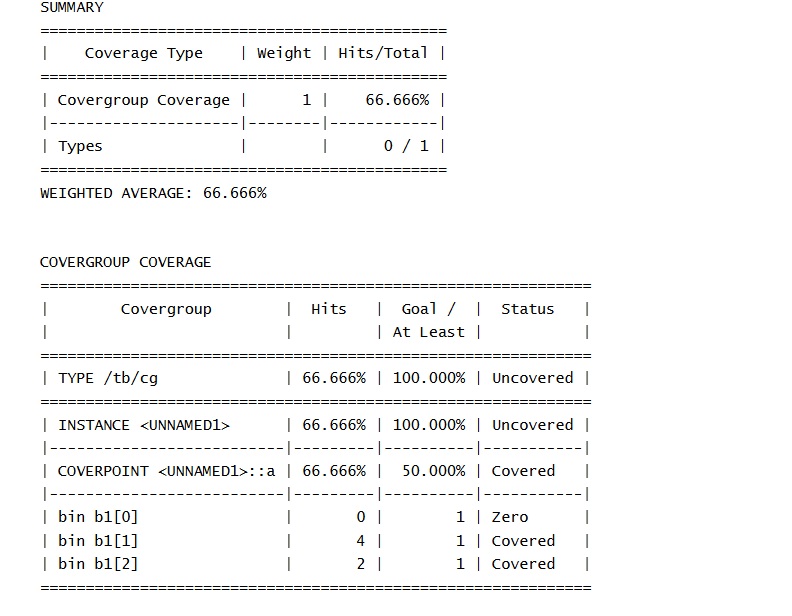 SUMMARY
=============================================
|    Coverage Type    | Weight | Hits/Total |
=============================================
| Covergroup Coverage |      1 |    66.666% |
|---------------------|--------|------------|
| Types               |        |      0 / 1 |
=============================================
WEIGHTED AVERAGE: 66.666%
COVERGROUP COVERAGE
=============================================================
|        Covergroup        |  Hits   |  Goal /  |  Status   |
|                          |         | At Least |           |
=============================================================
| TYPE /tb/cg              | 66.666% | 100.000% | Uncovered |
=============================================================
| INSTANCE <UNNAMED1>      | 66.666% | 100.000% | Uncovered |
|--------------------------|---------|----------|-----------|
| COVERPOINT <UNNAMED1>::a | 66.666% |  50.000% | Covered   |
|--------------------------|---------|----------|-----------|
| bin b1[0]                |       0 |        1 | Zero      |
| bin b1[1]                |       4 |        1 | Covered   |
| bin b1[2]                |       2 |        1 | Covered   |
=============================================================